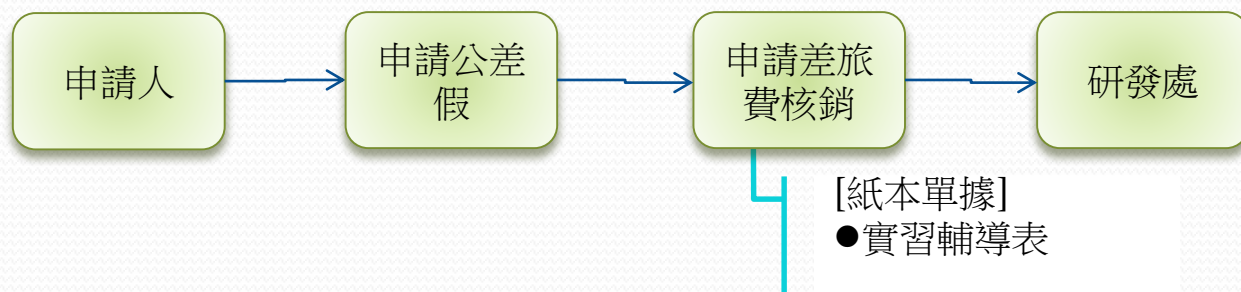 申請人
申請公差
假
申請差旅
費核銷
研發處
[紙本單據]
●實習輔導表